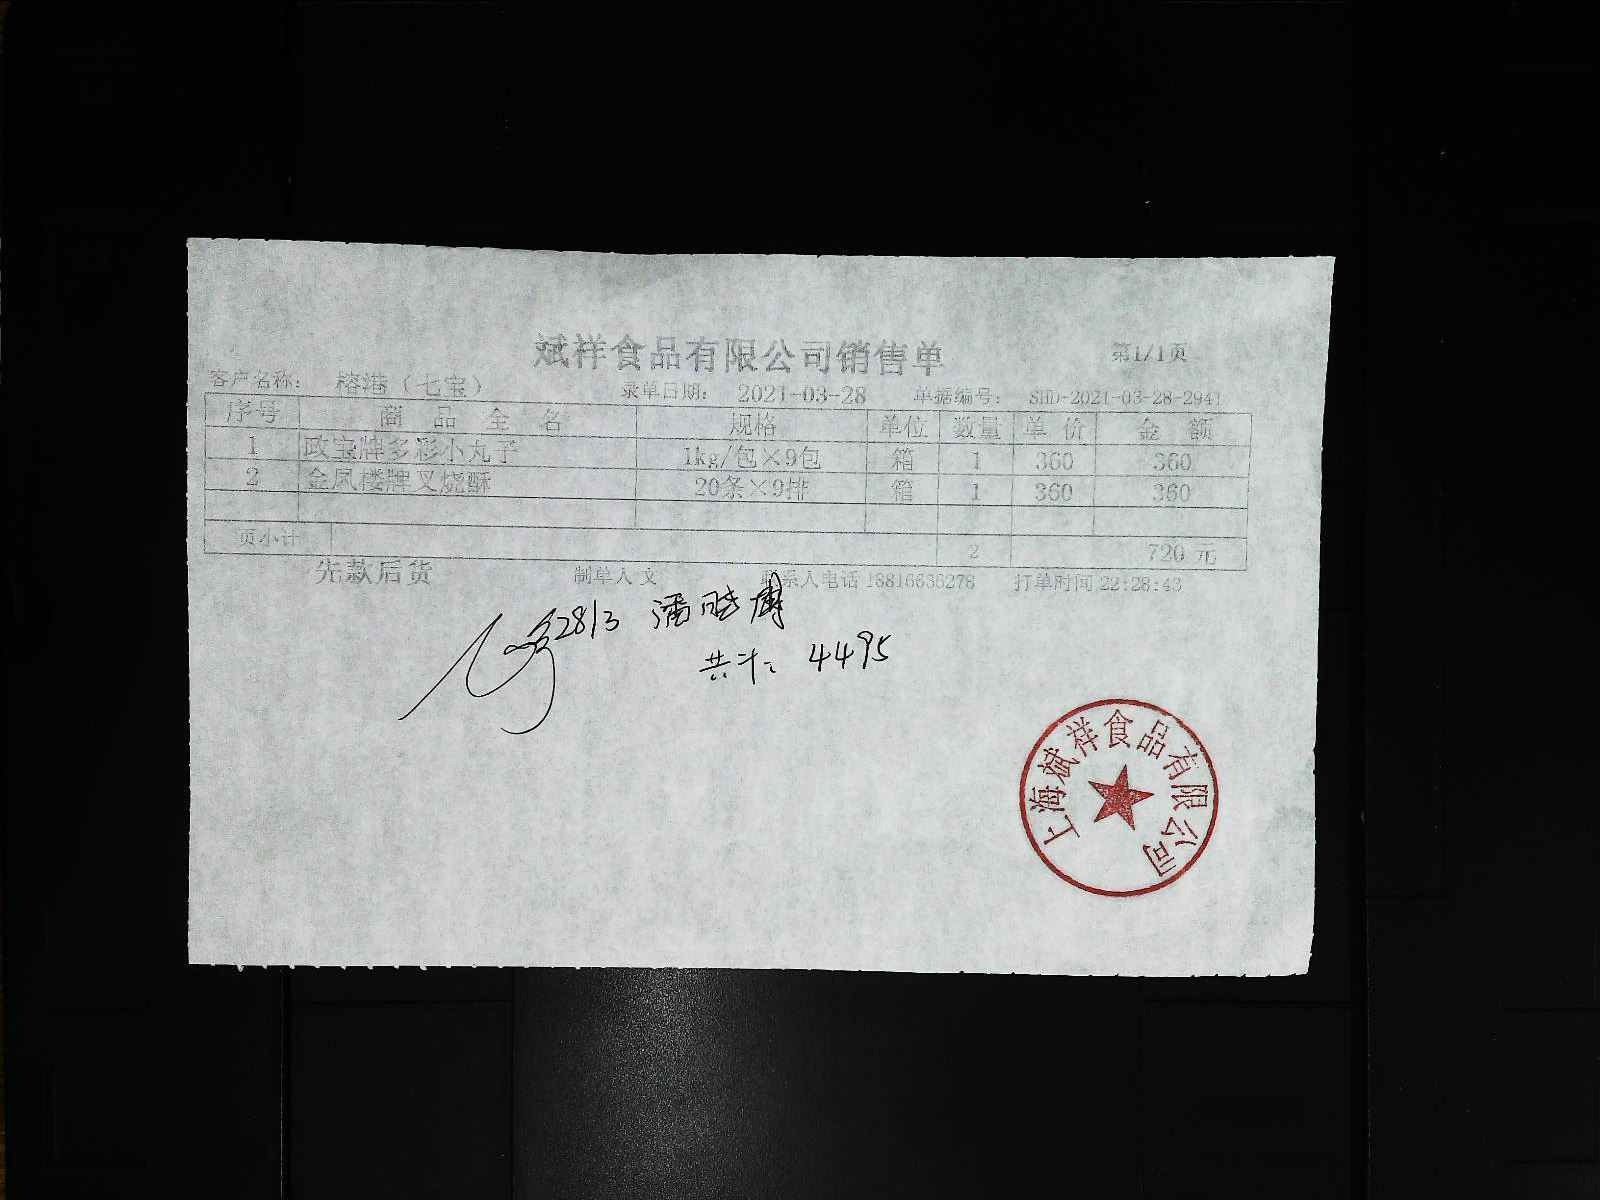 斌祥食品有限公司销售单 第1/1页
客户名称： 榕港（七宝） 录单日期： 2021-03-28 单据编号： SHD-2021-03-28-2941
序号 商 品 全 名 规格 单位 数量 单 价 金 额
1 欧宝牌多彩小丸子 1kg/包×9包 箱 1 360 360
2 金凤楼牌叉烧酥 20条×9排 箱 1 360 360
页小计 2 720 元
先款后货 制单人 文 联系人电话 18816636278 打单时间 22:28:43
2813 潘
共计: 4495
上海斌祥食品有限公司